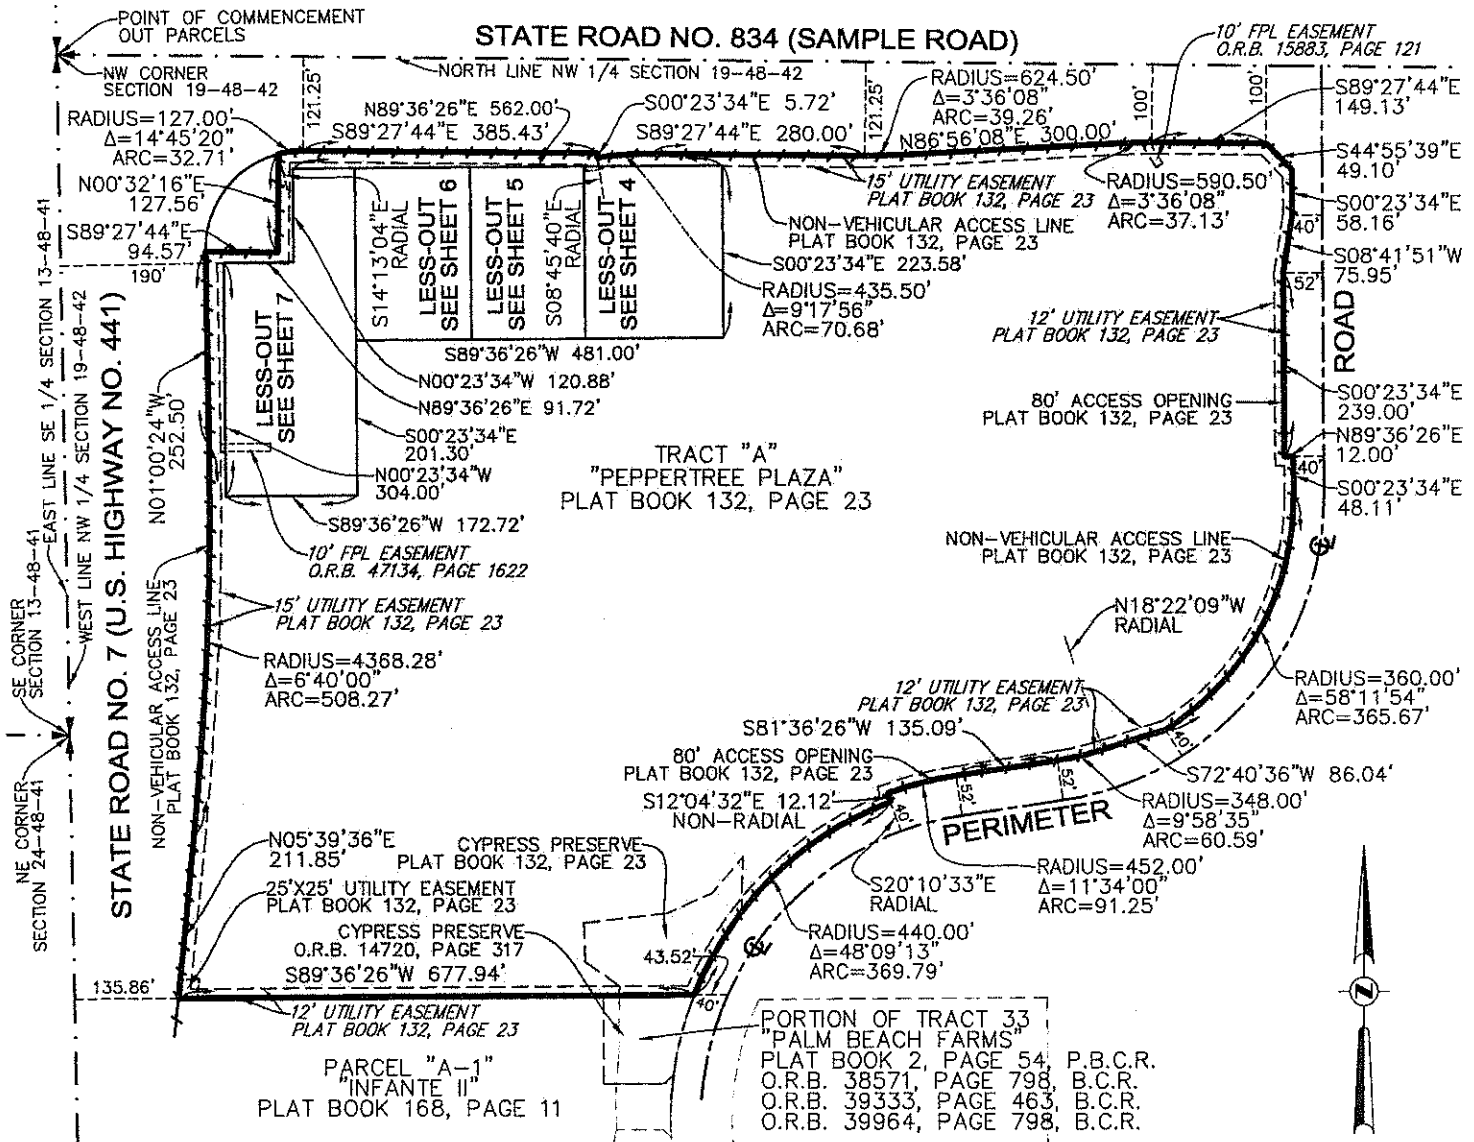 POINT OF COMMENCEMENT
OUT PARCELS
STATE ROAD NO. 834 (SAMPLE ROAD)
10' FPL EASEMENT
O.R.B. 15883, PAGE 121
NW CORNER
SECTION 19-48-42
121.25'
NORTH LINE NW 1/4 SECTION 19-48-42
121.25'
RADIUS=624.50'
Δ=3°36'08"
ARC=39.26'
100'
100'
S89°27'44"E
149.13'
N89°36'26"E 562.00'
S89°27'44"E 385.43'
S00°23'34"E 5.72'
S89°27'44"E 280.00'
N86°56'08"E 300.00'
RADIUS=127.00'
Δ=14°45'20"
ARC=32.71'
S44°55'39"E
49.10'
N00°32'16"E
127.56'
15' UTILITY EASEMENT
PLAT BOOK 132, PAGE 23
RADIUS=590.50'
Δ=3°36'08"
ARC=37.13'
S00°23'34"E
58.16'
40'
S89°27'44"E
94.57'
190'
S14°13'04"E
RADIAL
LESS-OUT
SEE SHEET 6
LESS-OUT
SEE SHEET 5
S08°45'40"E
RADIAL
LESS-OUT
SEE SHEET 4
NON-VEHICULAR ACCESS LINE
PLAT BOOK 132, PAGE 23
S00°23'34"E 223.58'
RADIUS=435.50'
Δ=9°17'56"
ARC=70.68'
S08°41'51"W
75.95'
52'
12' UTILITY EASEMENT
PLAT BOOK 132, PAGE 23
ROAD
LESS-OUT
SEE SHEET 7
S89°36'26"W 481.00'
N00°23'34"W 120.88'
N89°36'26"E 91.72'
S00°23'34"E
201.30'
N00°23'34"W
304.00'
S89°36'26"W 172.72'
10' FPL EASEMENT
O.R.B. 47134, PAGE 1622
80' ACCESS OPENING
PLAT BOOK 132, PAGE 23
S00°23'34"E
239.00'
N89°36'26"E
12.00'
40'
S00°23'34"E
48.11'
TRACT "A"
"PEPPERTREE PLAZA"
PLAT BOOK 132, PAGE 23
NON-VEHICULAR ACCESS LINE
PLAT BOOK 132, PAGE 23
N01°00'24"W
252.50'
EAST LINE SE 1/4 SECTION 13-48-41
WEST LINE NW 1/4 SECTION 19-48-42
STATE ROAD NO. 7 (U.S. HIGHWAY NO. 441)
NON-VEHICULAR ACCESS LINE
PLAT BOOK 132, PAGE 23
15' UTILITY EASEMENT
PLAT BOOK 132, PAGE 23
N18°22'09"W
RADIAL
SE CORNER
SECTION 13-48-41
NE CORNER
SECTION 24-48-41
RADIUS=4368.28'
Δ=6°40'00"
ARC=508.27'
RADIUS=360.00'
Δ=58°11'54"
ARC=365.67'
12' UTILITY EASEMENT
PLAT BOOK 132, PAGE 23
S81°36'26"W 135.09'
80' ACCESS OPENING
PLAT BOOK 132, PAGE 23
40'
S72°40'36"W 86.04'
S12°04'32"E 12.12'
NON-RADIAL
40'
52'
52'
RADIUS=348.00'
Δ=9°58'35"
ARC=60.59'
PERIMETER
N05°39'36"E
211.85'
CYPRESS PRESERVE
PLAT BOOK 132, PAGE 23
RADIUS=452.00'
Δ=11°34'00"
ARC=91.25'
S20°10'33"E
RADIAL
25'X25' UTILITY EASEMENT
PLAT BOOK 132, PAGE 23
CYPRESS PRESERVE
O.R.B. 14720, PAGE 317
43.52'
RADIUS=440.00'
Δ=48°09'13"
ARC=369.79'
S89°36'26"W 677.94'
135.86'
40'
12' UTILITY EASEMENT
PLAT BOOK 132, PAGE 23
PARCEL "A-1"
"INFANTE II"
PLAT BOOK 168, PAGE 11
PORTION OF TRACT 33
"PALM BEACH FARMS"
PLAT BOOK 2, PAGE 54, P.B.C.R.
O.R.B. 38571, PAGE 798, B.C.R.
O.R.B. 39333, PAGE 463, B.C.R.
O.R.B. 39964, PAGE 798, B.C.R.
Z